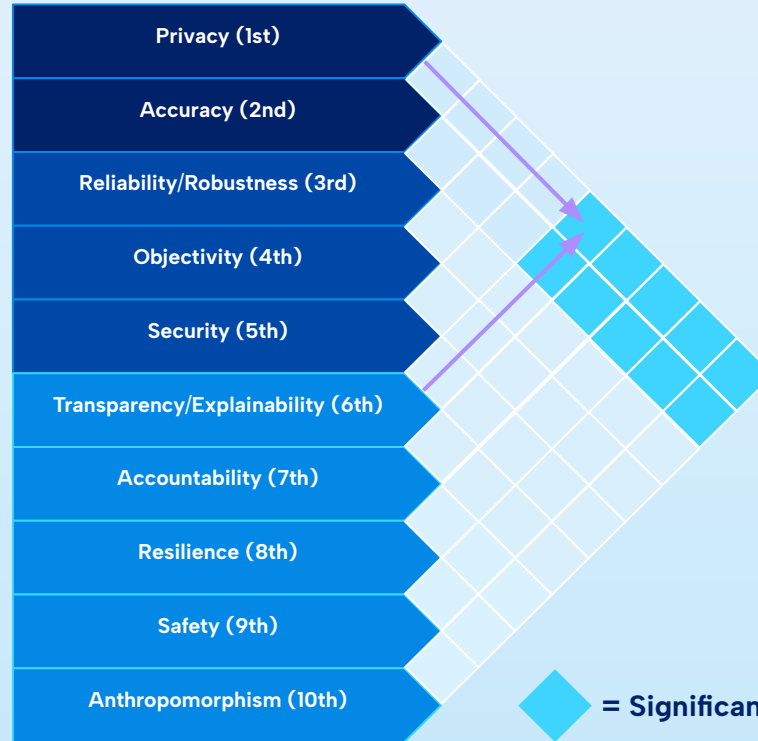 Privacy (1st)
Accuracy (2nd)
Reliability/Robustness (3rd)
Objectivity (4th)
Security (5th)
Transparency/Explainability (6th)
Accountability (7th)
Resilience (8th)
Safety (9th)
Anthropomorphism (10th)
= Significan